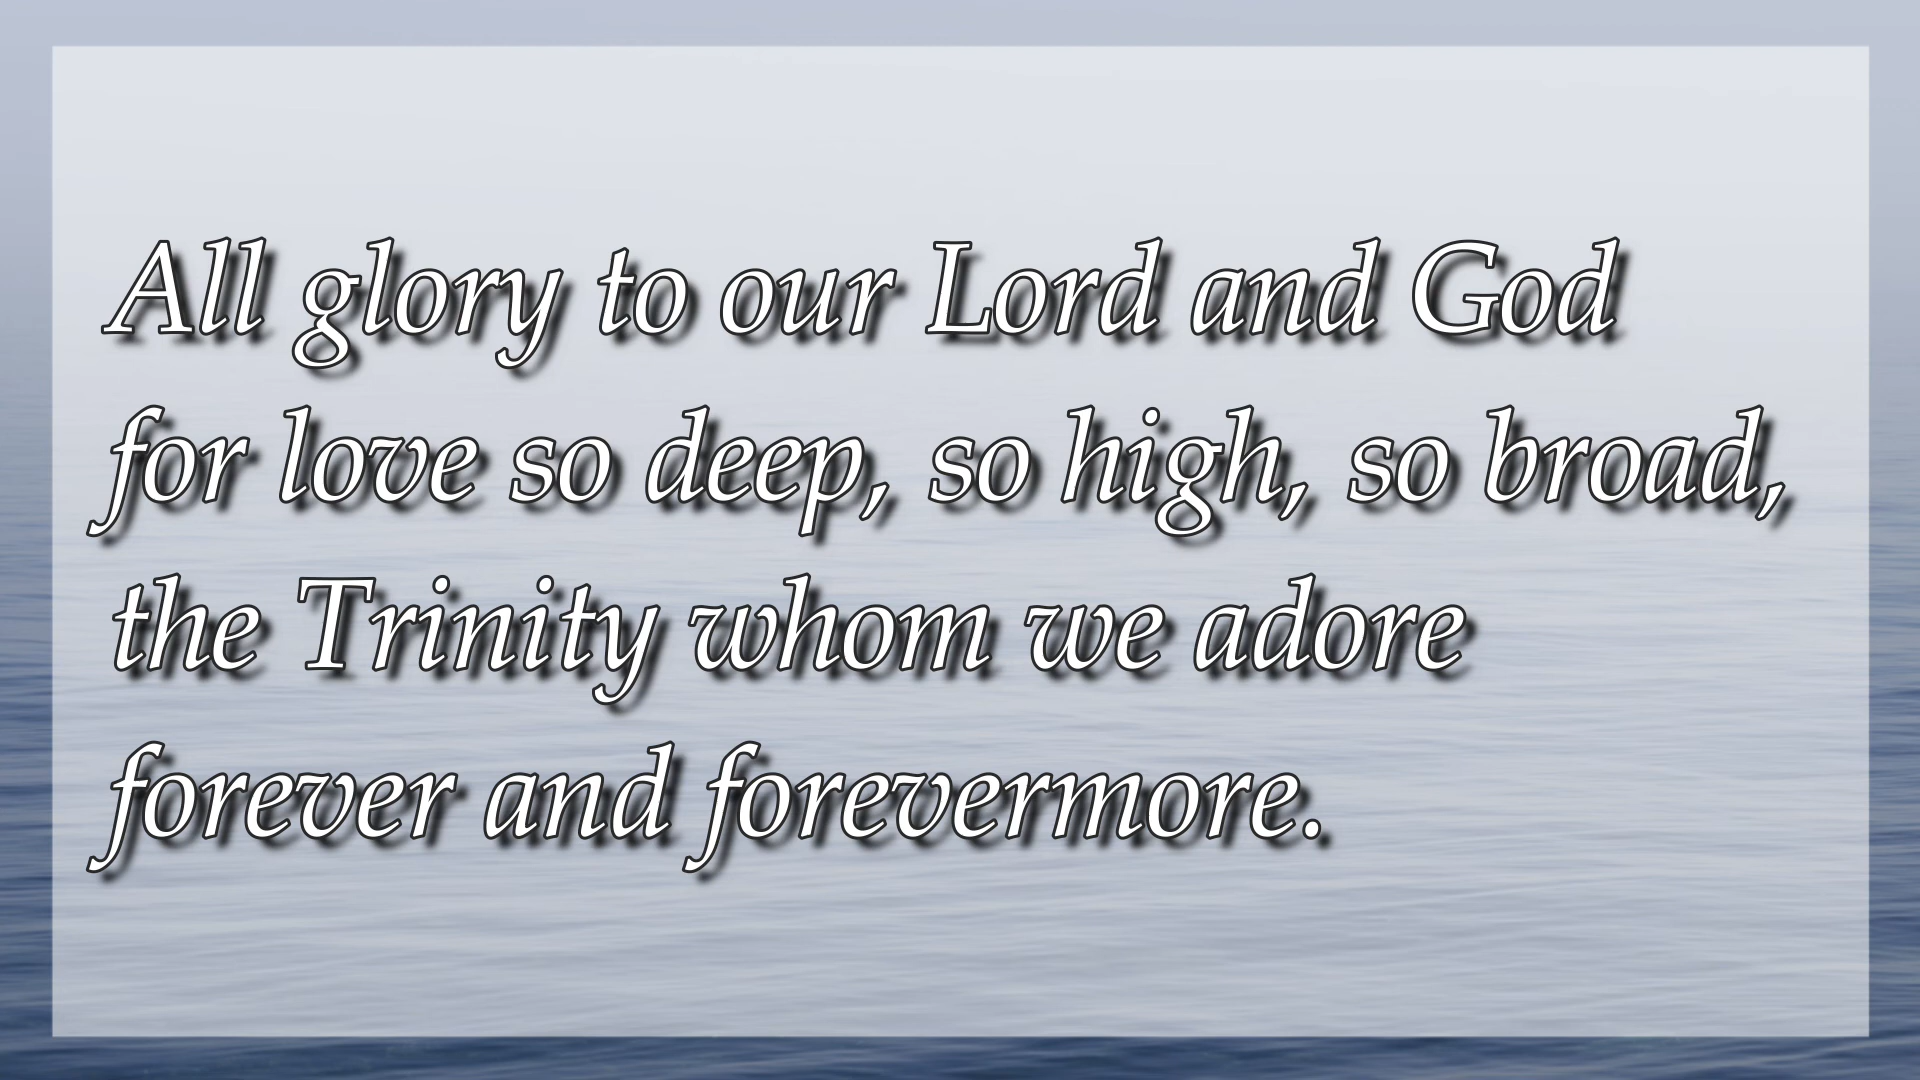 All glory to our Lord and God
for love so deep, so high, so broad,
the Trinity whom we adore
forever and forevermore.